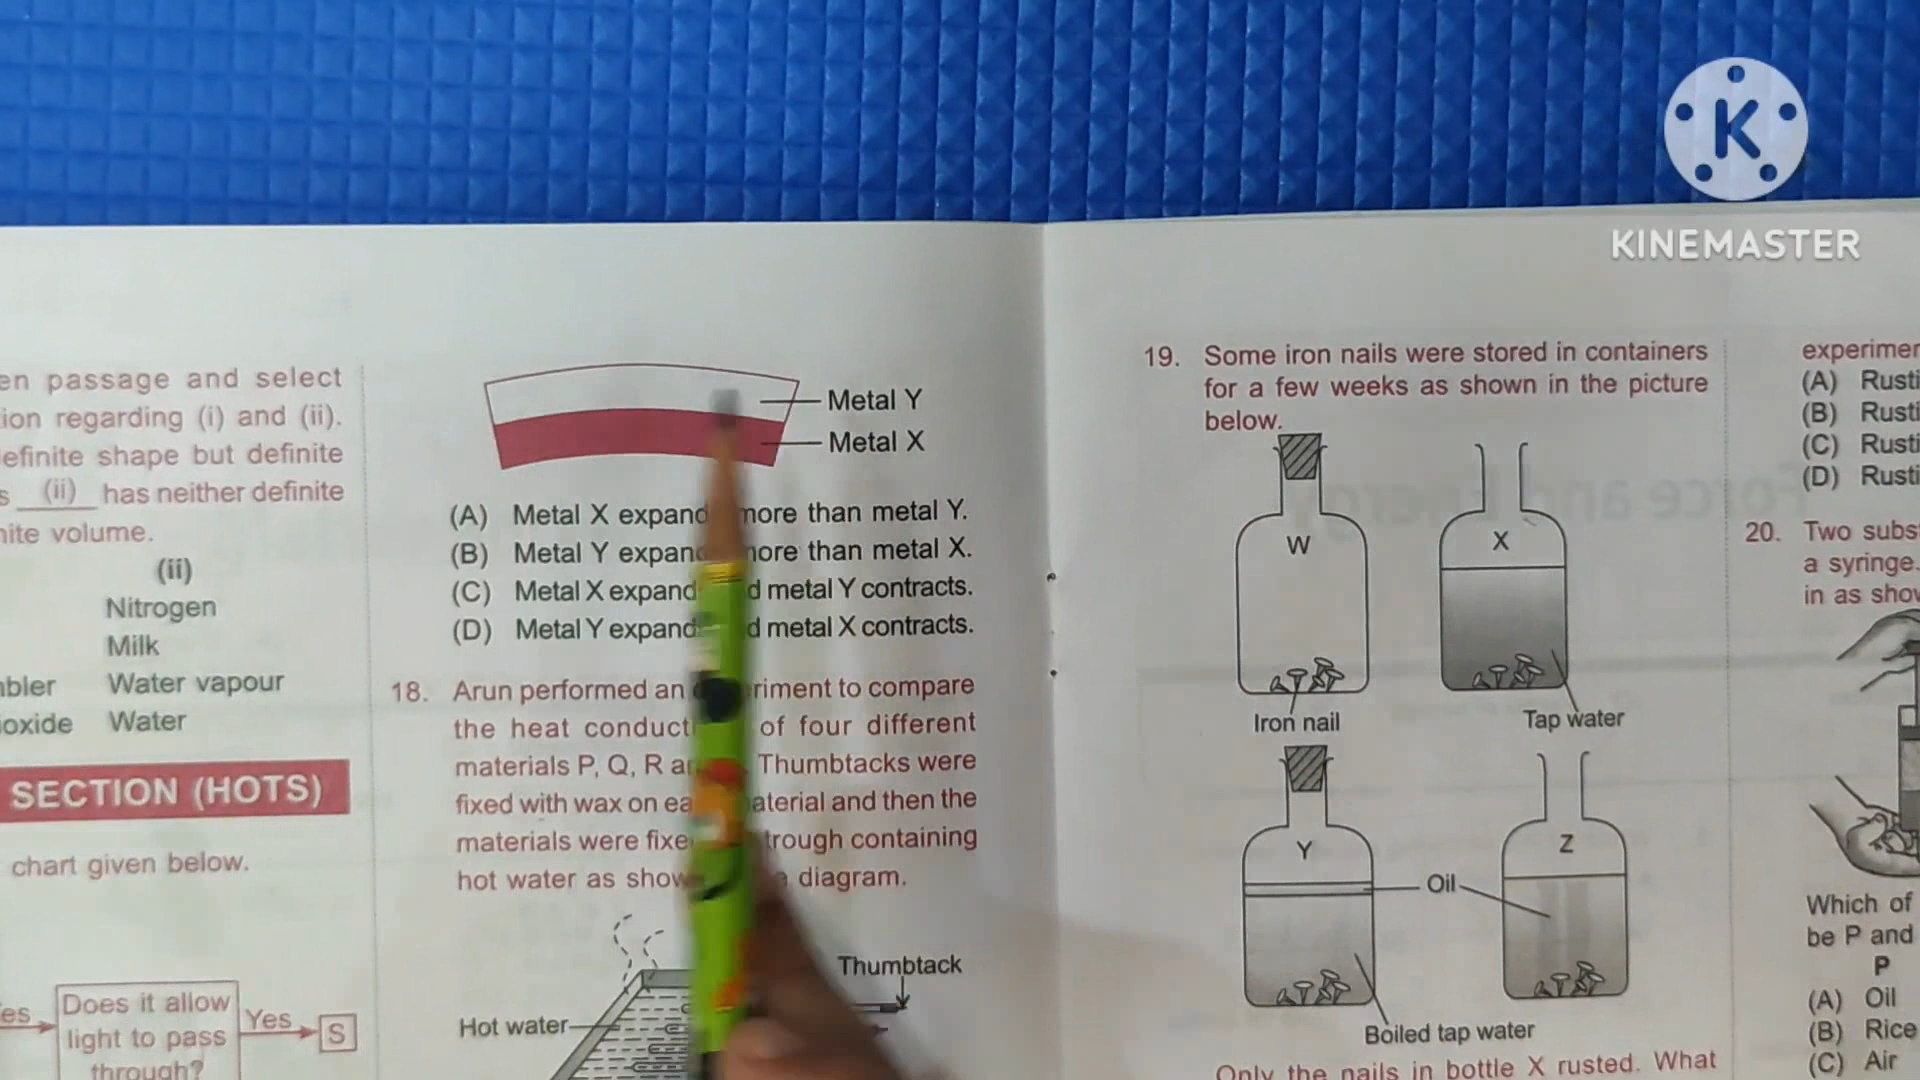 K
KINEMASTER
en passage and select
ion regarding (i) and (ii).
efinite shape but definite
s (ii) has neither definite
nite volume.
(ii)
Nitrogen
Milk
bler Water vapour
oxide Water
SECTION (HOTS)
chart given below.
es
Does it allow
light to pass
through?
Yes
S
Metal Y
Metal X
(A) Metal X expand more than metal Y.
(B) Metal Y expand more than metal X.
(C) Metal X expand d metal Y contracts.
(D) Metal Y expand d metal X contracts.
18. Arun performed an riment to compare
the heat conduct of four different
materials P, Q, R a Thumbtacks were
fixed with wax on ea aterial and then the
materials were fixe trough containing
hot water as show diagram.
Thumbtack
Hot water
19. Some iron nails were stored in containers
for a few weeks as shown in the picture
below.
W
X
Iron nail
Tap water
Y
Z
Oil
Boiled tap water
Only the nails in bottle X rusted. What
experimen
(A) Rusti
(B) Rusti
(C) Rusti
(D) Rusti
20. Two subs
a syringe.
in as show
Which of
be P and
P
(A) Oil
(B) Rice
(C) Air